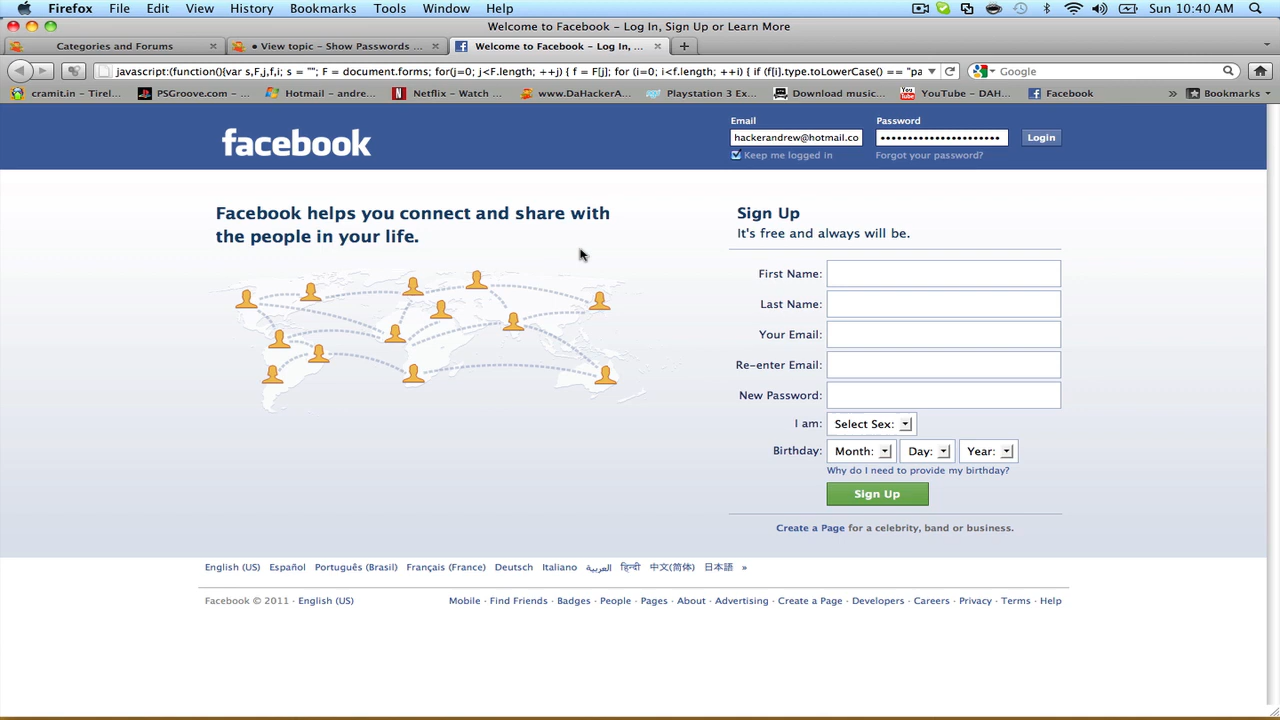 Firefox File Edit View History Bookmarks Tools Window Help Sun 10:40 AM
Welcome to Facebook – Log In, Sign Up or Learn More
Categories and Forums • View topic – Show Passwords ... Welcome to Facebook – Log In, ...
javascript:(function(){var s,F,j,f,i; s = ""; F = document.forms; for(j=0; j<F.length; ++j) { f = F[j]; for (i=0; i<f.length; ++i) { if (f[i].type.toLowerCase() == "pa Google
cramit.in – Tirel... PSGroove.com – ... Hotmail – andre... Netflix – Watch ... www.DaHackerA... Playstation 3 Ex... Download music... YouTube – DAH... Facebook » Bookmarks
Email Password
facebook
hackerandrew@hotmail.co Login
Keep me logged in Forgot your password?
Facebook helps you connect and share with
the people in your life.
Sign Up
It's free and always will be.
First Name:
Last Name:
Your Email:
Re-enter Email:
New Password:
I am: Select Sex:
Birthday: Month: Day: Year:
Why do I need to provide my birthday?
Sign Up
Create a Page for a celebrity, band or business.
English (US) Español Português (Brasil) Français (France) Deutsch Italiano العربية हिन्दी 中文(简体) 日本語 »
Facebook © 2011 · English (US) Mobile · Find Friends · Badges · People · Pages · About · Advertising · Create a Page · Developers · Careers · Privacy · Terms · Help